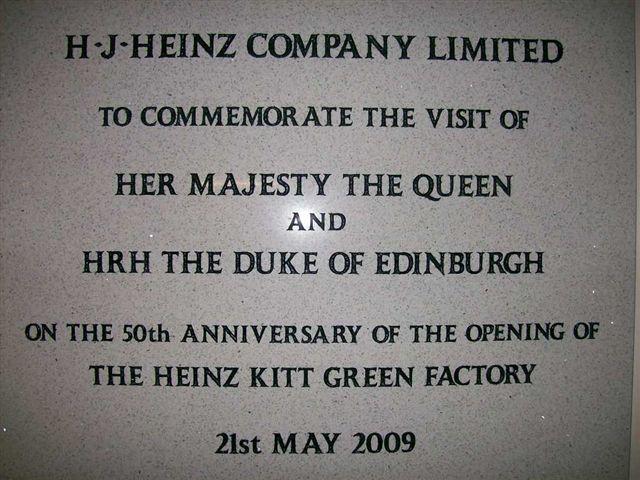 H·J·HEINZ COMPANY LIMITED
TO COMMEMORATE THE VISIT OF
HER MAJESTY THE QUEEN
AND
HRH THE DUKE OF EDINBURGH
ON THE 50th ANNIVERSARY OF THE OPENING OF
THE HEINZ KITT GREEN FACTORY
21st MAY 2009